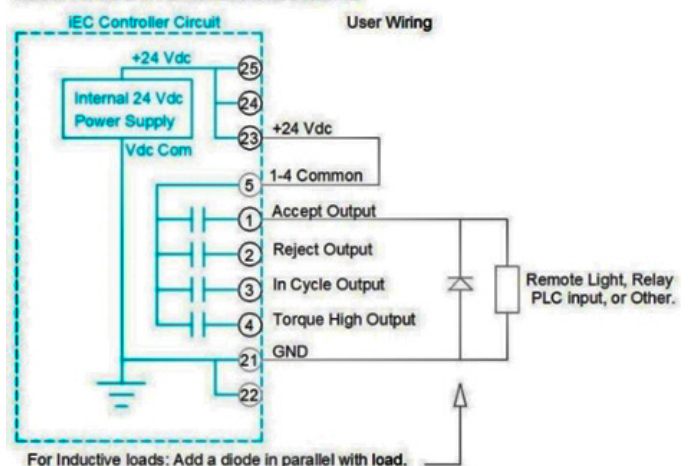 iEC Controller Circuit
User Wiring
+24 Vdc
25
Internal 24 Vdc
Power Supply
24
23
+24 Vdc
Vdc Com
5
1-4 Common
1
Accept Output
2
Reject Output
3
In Cycle Output
Remote Light, Relay
PLC input, or Other.
4
Torque High Output
21
GND
22
For Inductive loads: Add a diode in parallel with load.